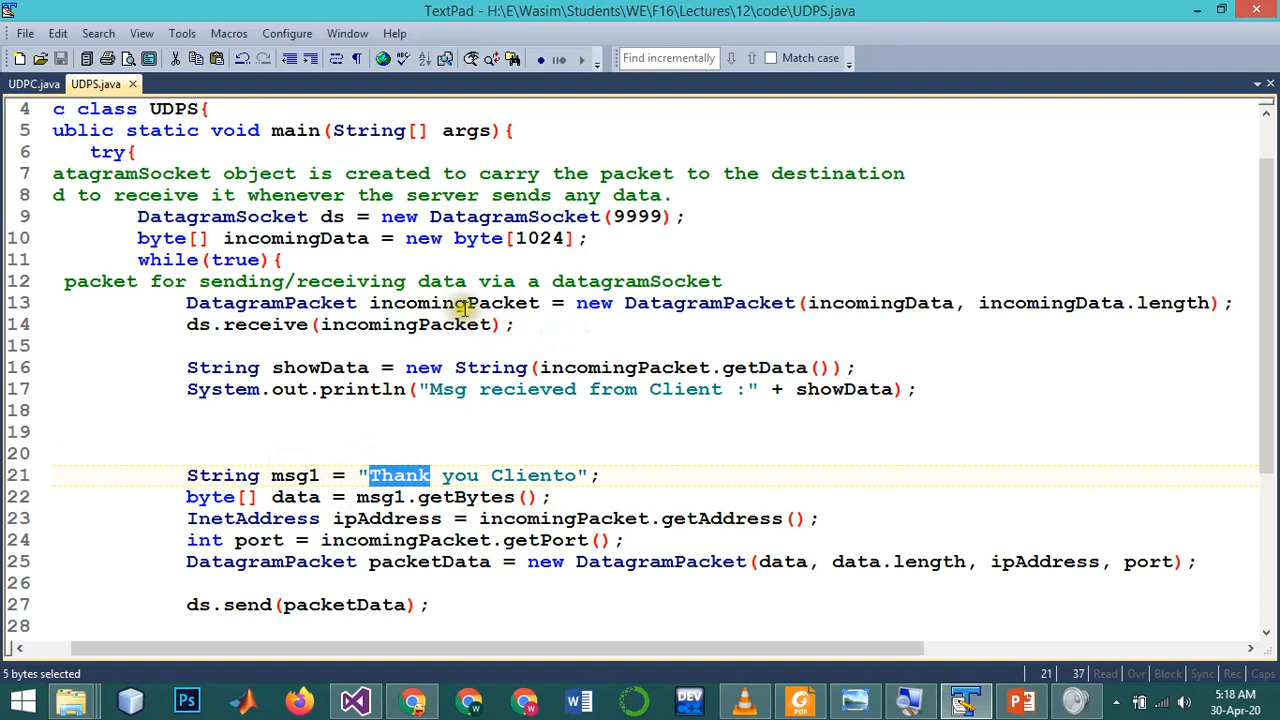 TextPad - H:\E\Wasim\Students\WE\F16\Lectures\12\code\UDPS.java
File Edit Search View Tools Macros Configure Window Help
Find incrementally Match case
UDPC.java UDPS.java
4 c class UDPS{
5 ublic static void main(String[] args){
6 try{
7 atagramSocket object is created to carry the packet to the destination
8 d to receive it whenever the server sends any data.
9 DatagramSocket ds = new DatagramSocket(9999);
10 byte[] incomingData = new byte[1024];
11 while(true){
12 packet for sending/receiving data via a datagramSocket
13 DatagramPacket incomingPacket = new DatagramPacket(incomingData, incomingData.length);
14 ds.receive(incomingPacket);
15
16 String showData = new String(incomingPacket.getData());
17 System.out.println("Msg recieved from Client :" + showData);
18
19
20
21 String msg1 = "Thank you Cliento";
22 byte[] data = msg1.getBytes();
23 InetAddress ipAddress = incomingPacket.getAddress();
24 int port = incomingPacket.getPort();
25 DatagramPacket packetData = new DatagramPacket(data, data.length, ipAddress, port);
26
27 ds.send(packetData);
28
5 bytes selected 21 37 Read Ovr Block Sync Rec Caps
Ps W DEV PDF P 5:18 AM
30-Apr-20